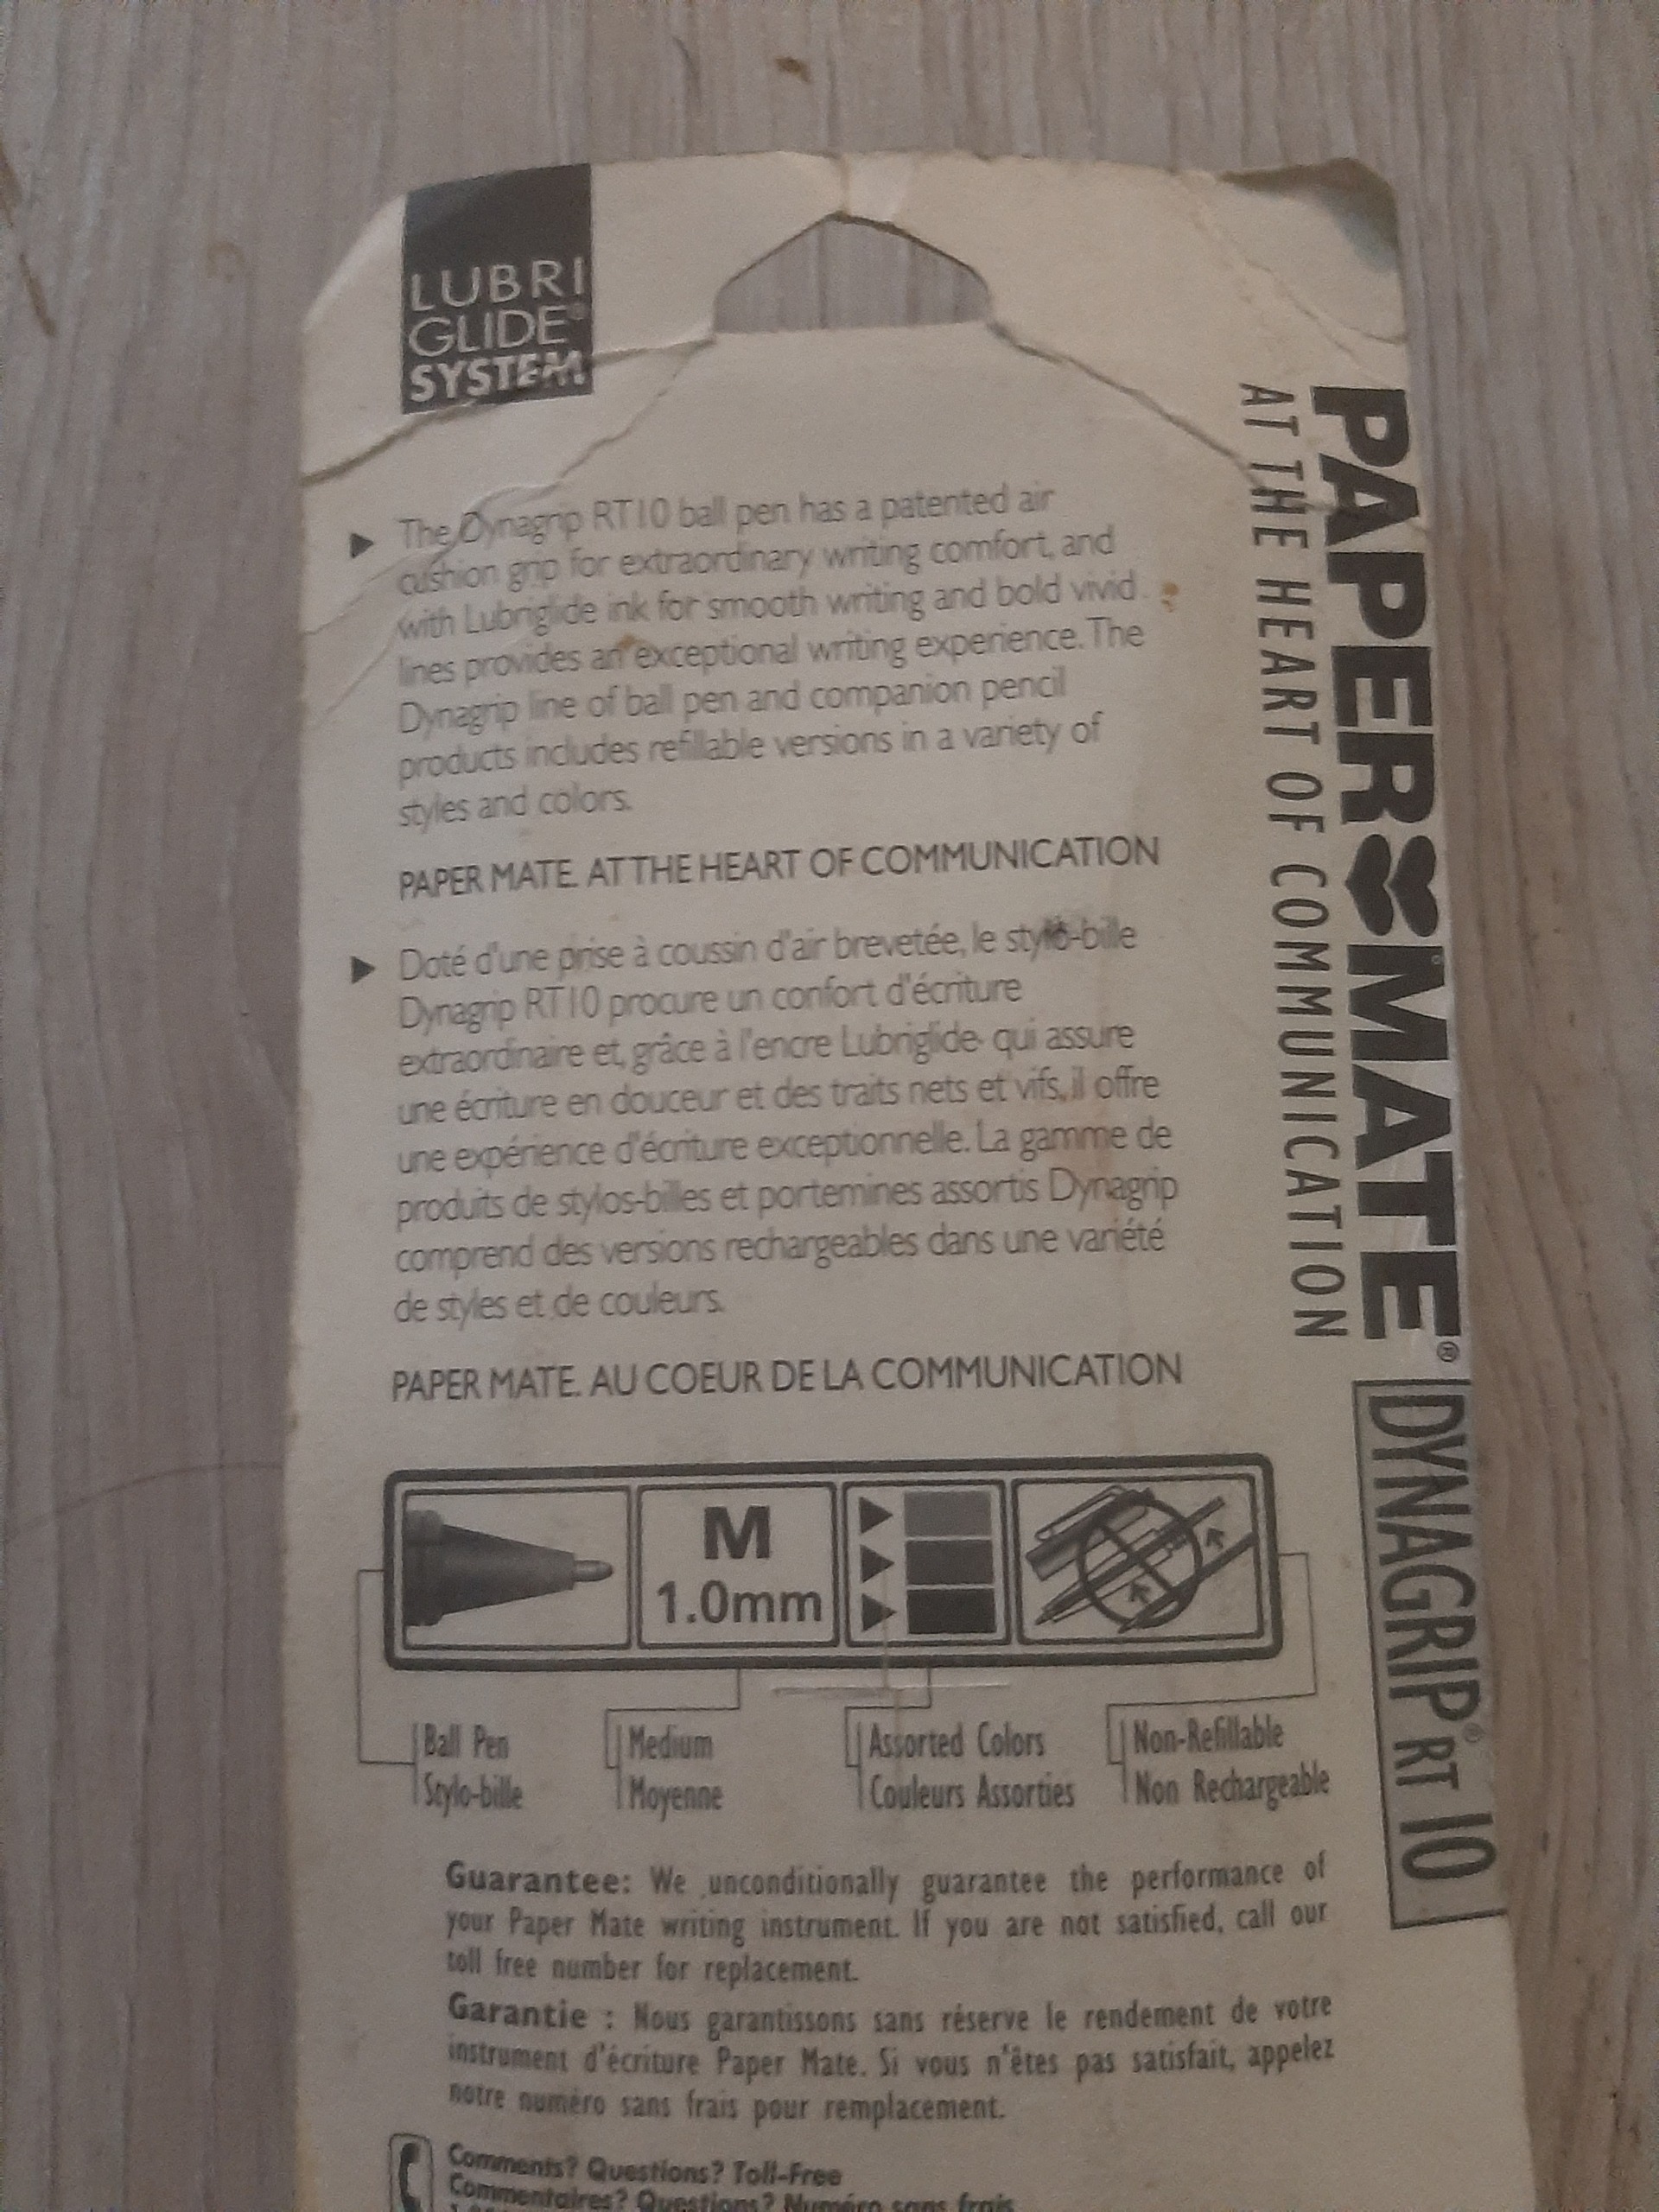 LUBRI
GLIDE®
SYSTEM
PAPER MATE®
AT THE HEART OF COMMUNICATION
DYNAGRIP® RT 10
The Dynagrip RT10 ball pen has a patented air
cushion grip for extraordinary writing comfort, and
with Lubriglide ink for smooth writing and bold vivid
lines provides an exceptional writing experience. The
Dynagrip line of ball pen and companion pencil
products includes refillable versions in a variety of
styles and colors.
PAPER MATE. AT THE HEART OF COMMUNICATION
Doté d'une prise à coussin d'air brevetée, le stylo-bille
Dynagrip RT10 procure un confort d'écriture
extraordinaire et, grâce à l'encre Lubriglide- qui assure
une écriture en douceur et des traits nets et vifs, il offre
une expérience d'écriture exceptionnelle. La gamme de
produits de stylos-billes et portemines assortis Dynagrip
comprend des versions rechargeables dans une variété
de styles et de couleurs.
PAPER MATE. AU COEUR DE LA COMMUNICATION
M
1.0mm
Ball Pen
Stylo-bille
Medium
Moyenne
Assorted Colors
Couleurs Assorties
Non-Refillable
Non Rechargeable
Guarantee: We unconditionally guarantee the performance of
your Paper Mate writing instrument. If you are not satisfied, call our
toll free number for replacement.
Garantie : Nous garantissons sans réserve le rendement de votre
instrument d'écriture Paper Mate. Si vous n'êtes pas satisfait, appelez
notre numéro sans frais pour remplacement.
Comments? Questions? Toll-Free
Commentaires? Questions? Numéro sans frais